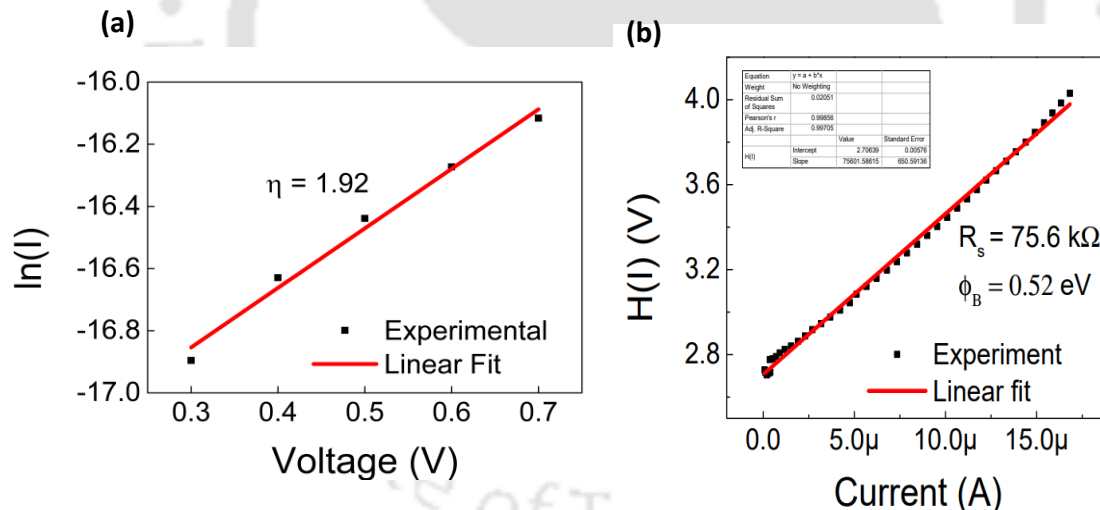 (a)
-16.0
-16.2
-16.4
-16.6
-16.8
-17.0
ln(I)
η = 1.92
Experimental
Linear Fit
0.3 0.4 0.5 0.6 0.7
Voltage (V)
(b)
Equation y = a + b*x
Weight No Weighting
Residual Sum of Squares 0.02051
Pearson's r 0.99856
Adj. R-Square 0.99705
Value Standard Error
H(I) Intercept 2.70639 0.00576
Slope 75601.58615 650.59136
4.0
3.6
3.2
2.8
H(I) (V)
R_s = 75.6 kΩ
ϕ_B = 0.52 eV
Experiment
Linear fit
0.0 5.0µ 10.0µ 15.0µ
Current (A)